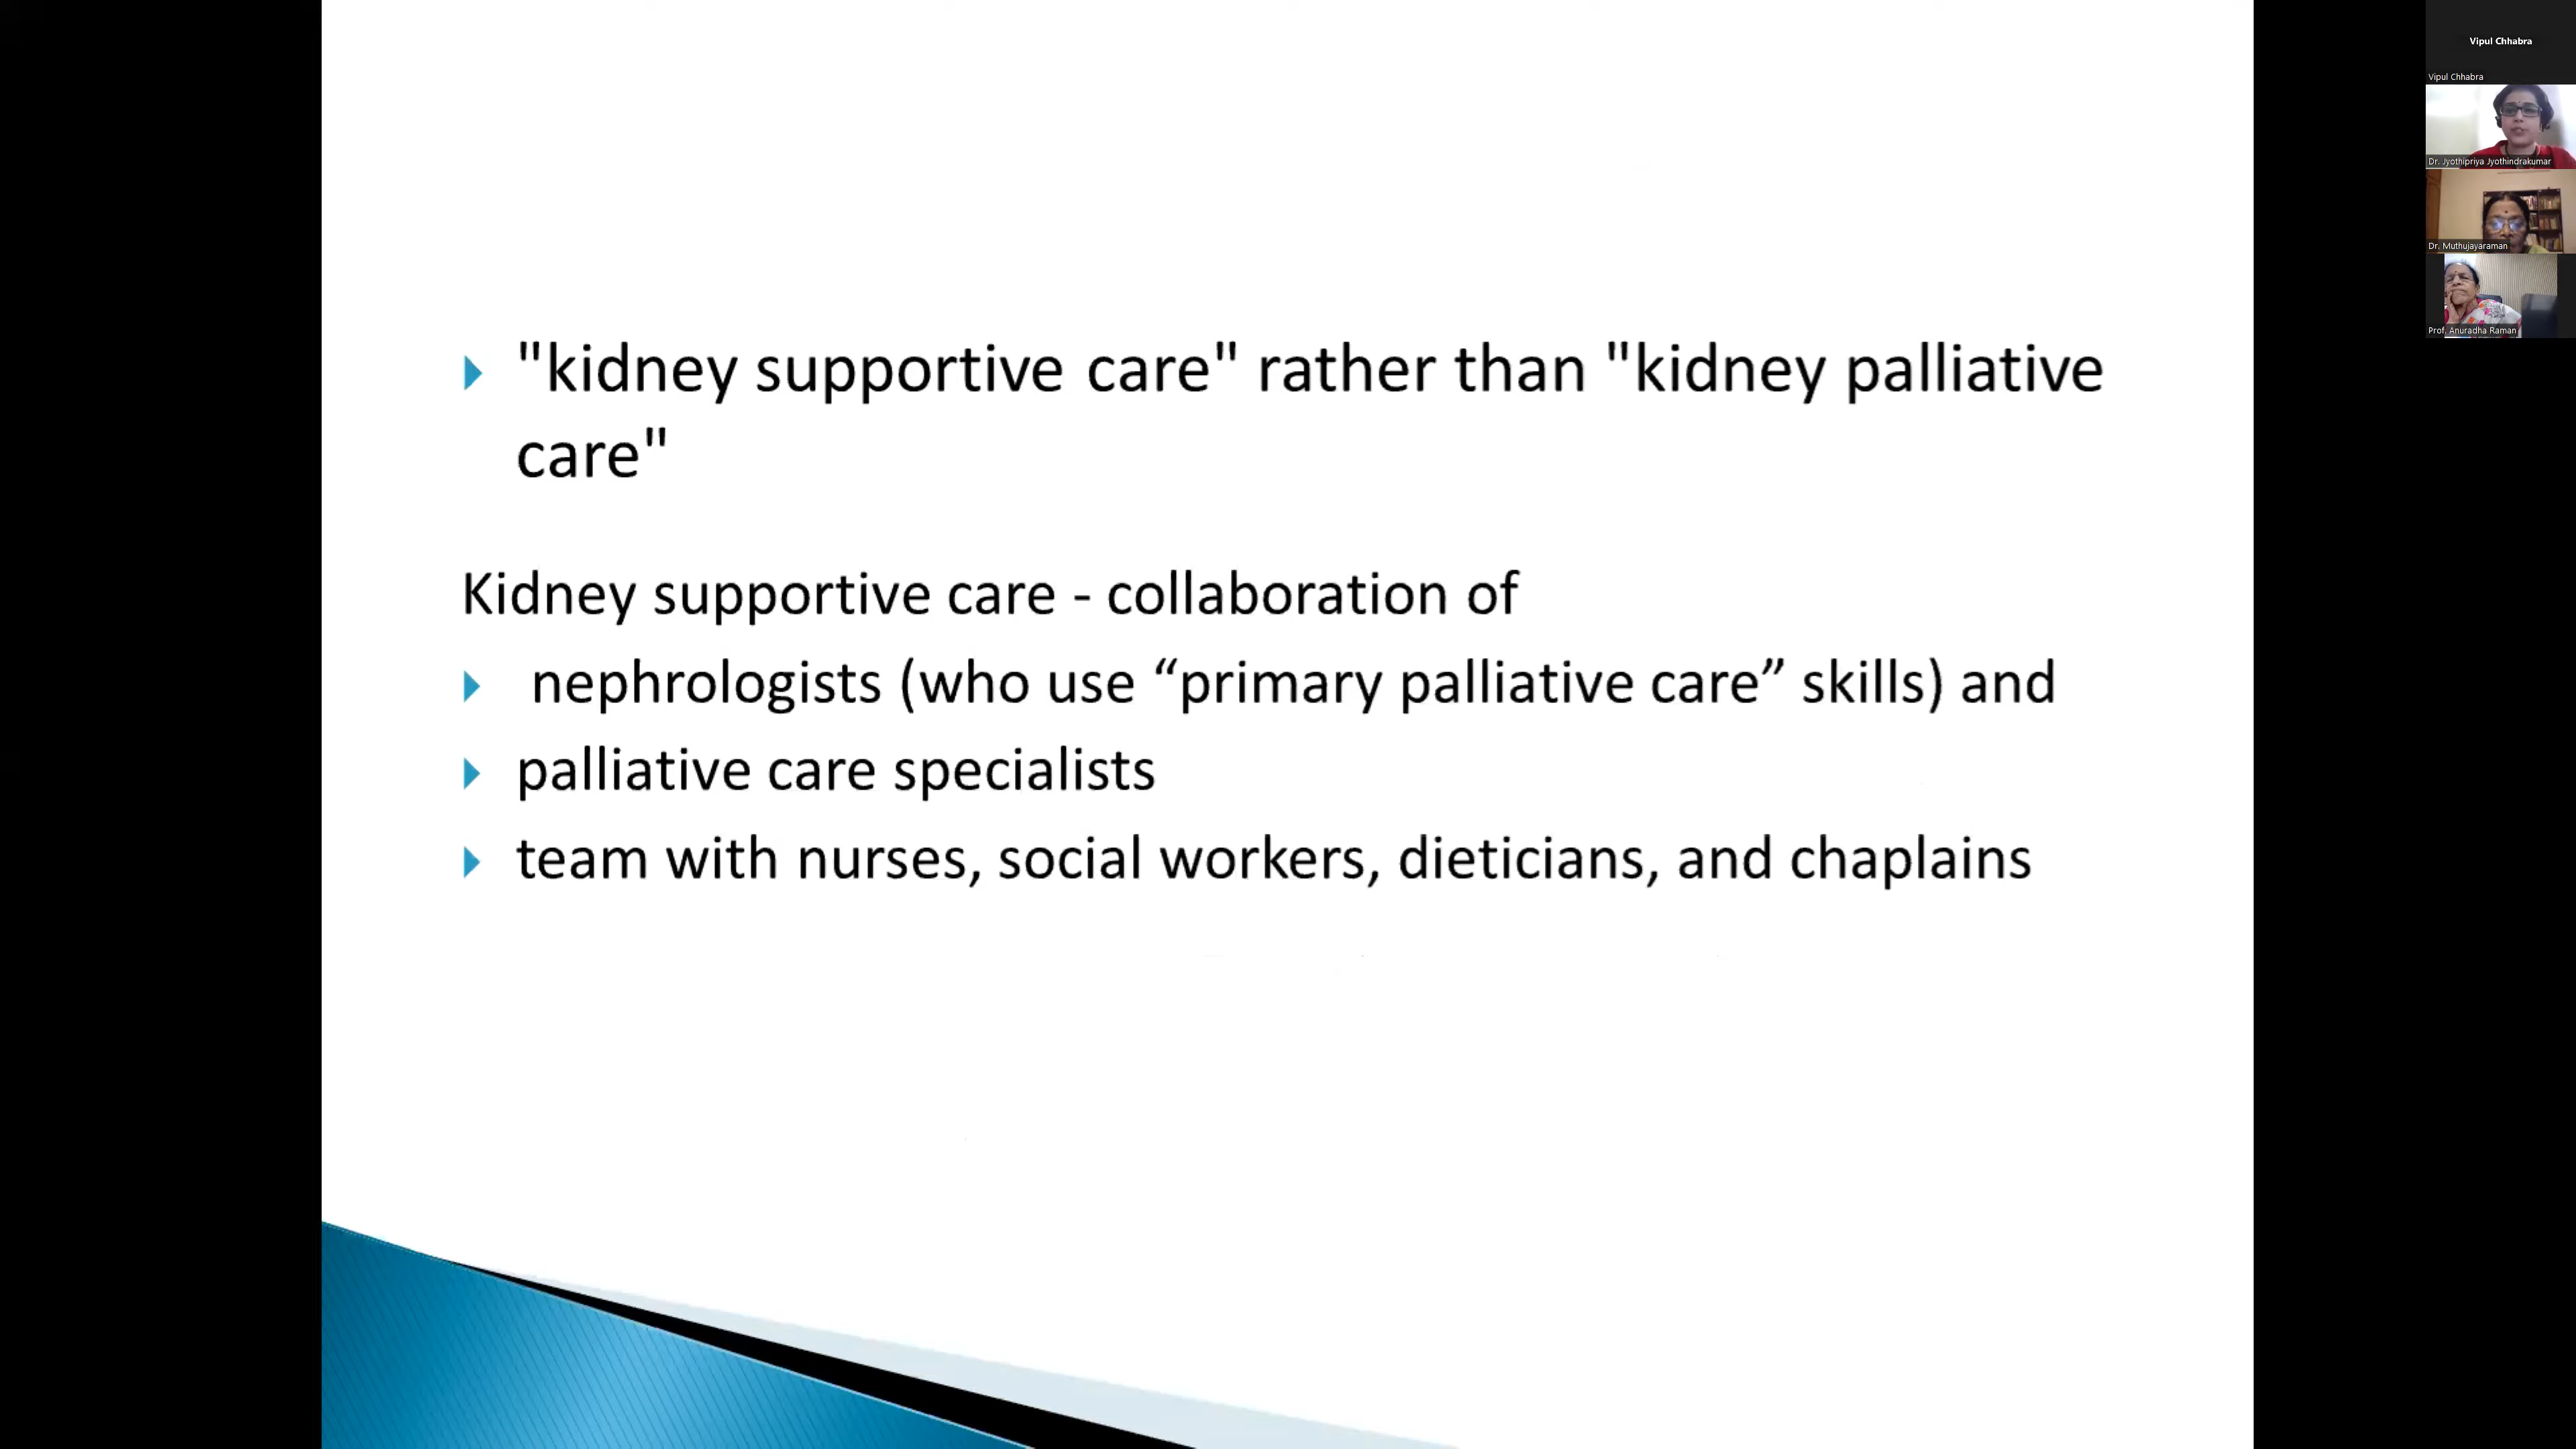 "kidney supportive care" rather than "kidney palliative
care"
Kidney supportive care - collaboration of
nephrologists (who use “primary palliative care” skills) and
palliative care specialists
team with nurses, social workers, dieticians, and chaplains
Vipul Chhabra
Vipul Chhabra
Dr. Jyothipriya Jyothindrakumar
Dr. Muthujayaraman
Prof. Anuradha Raman